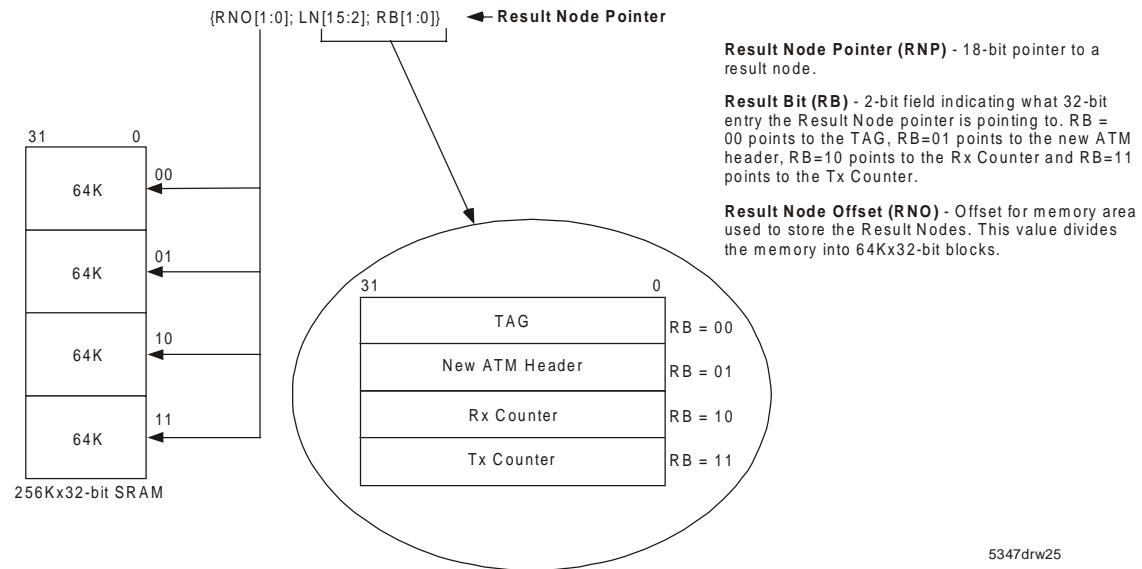 {RNO[1:0]; LN[15:2]; RB[1:0]}
Result Node Pointer
Result Node Pointer (RNP) - 18-bit pointer to a
result node.
Result Bit (RB) - 2-bit field indicating what 32-bit
entry the Result Node pointer is pointing to. RB =
00 points to the TAG, RB=01 points to the new ATM
header, RB=10 points to the Rx Counter and RB=11
points to the Tx Counter.
Result Node Offset (RNO) - Offset for memory area
used to store the Result Nodes. This value divides
the memory into 64Kx32-bit blocks.
31 0
64K 00
64K 01
64K 10
64K 11
256Kx32-bit SRAM
31 0
TAG RB = 00
New ATM Header RB = 01
Rx Counter RB = 10
Tx Counter RB = 11
5347drw25